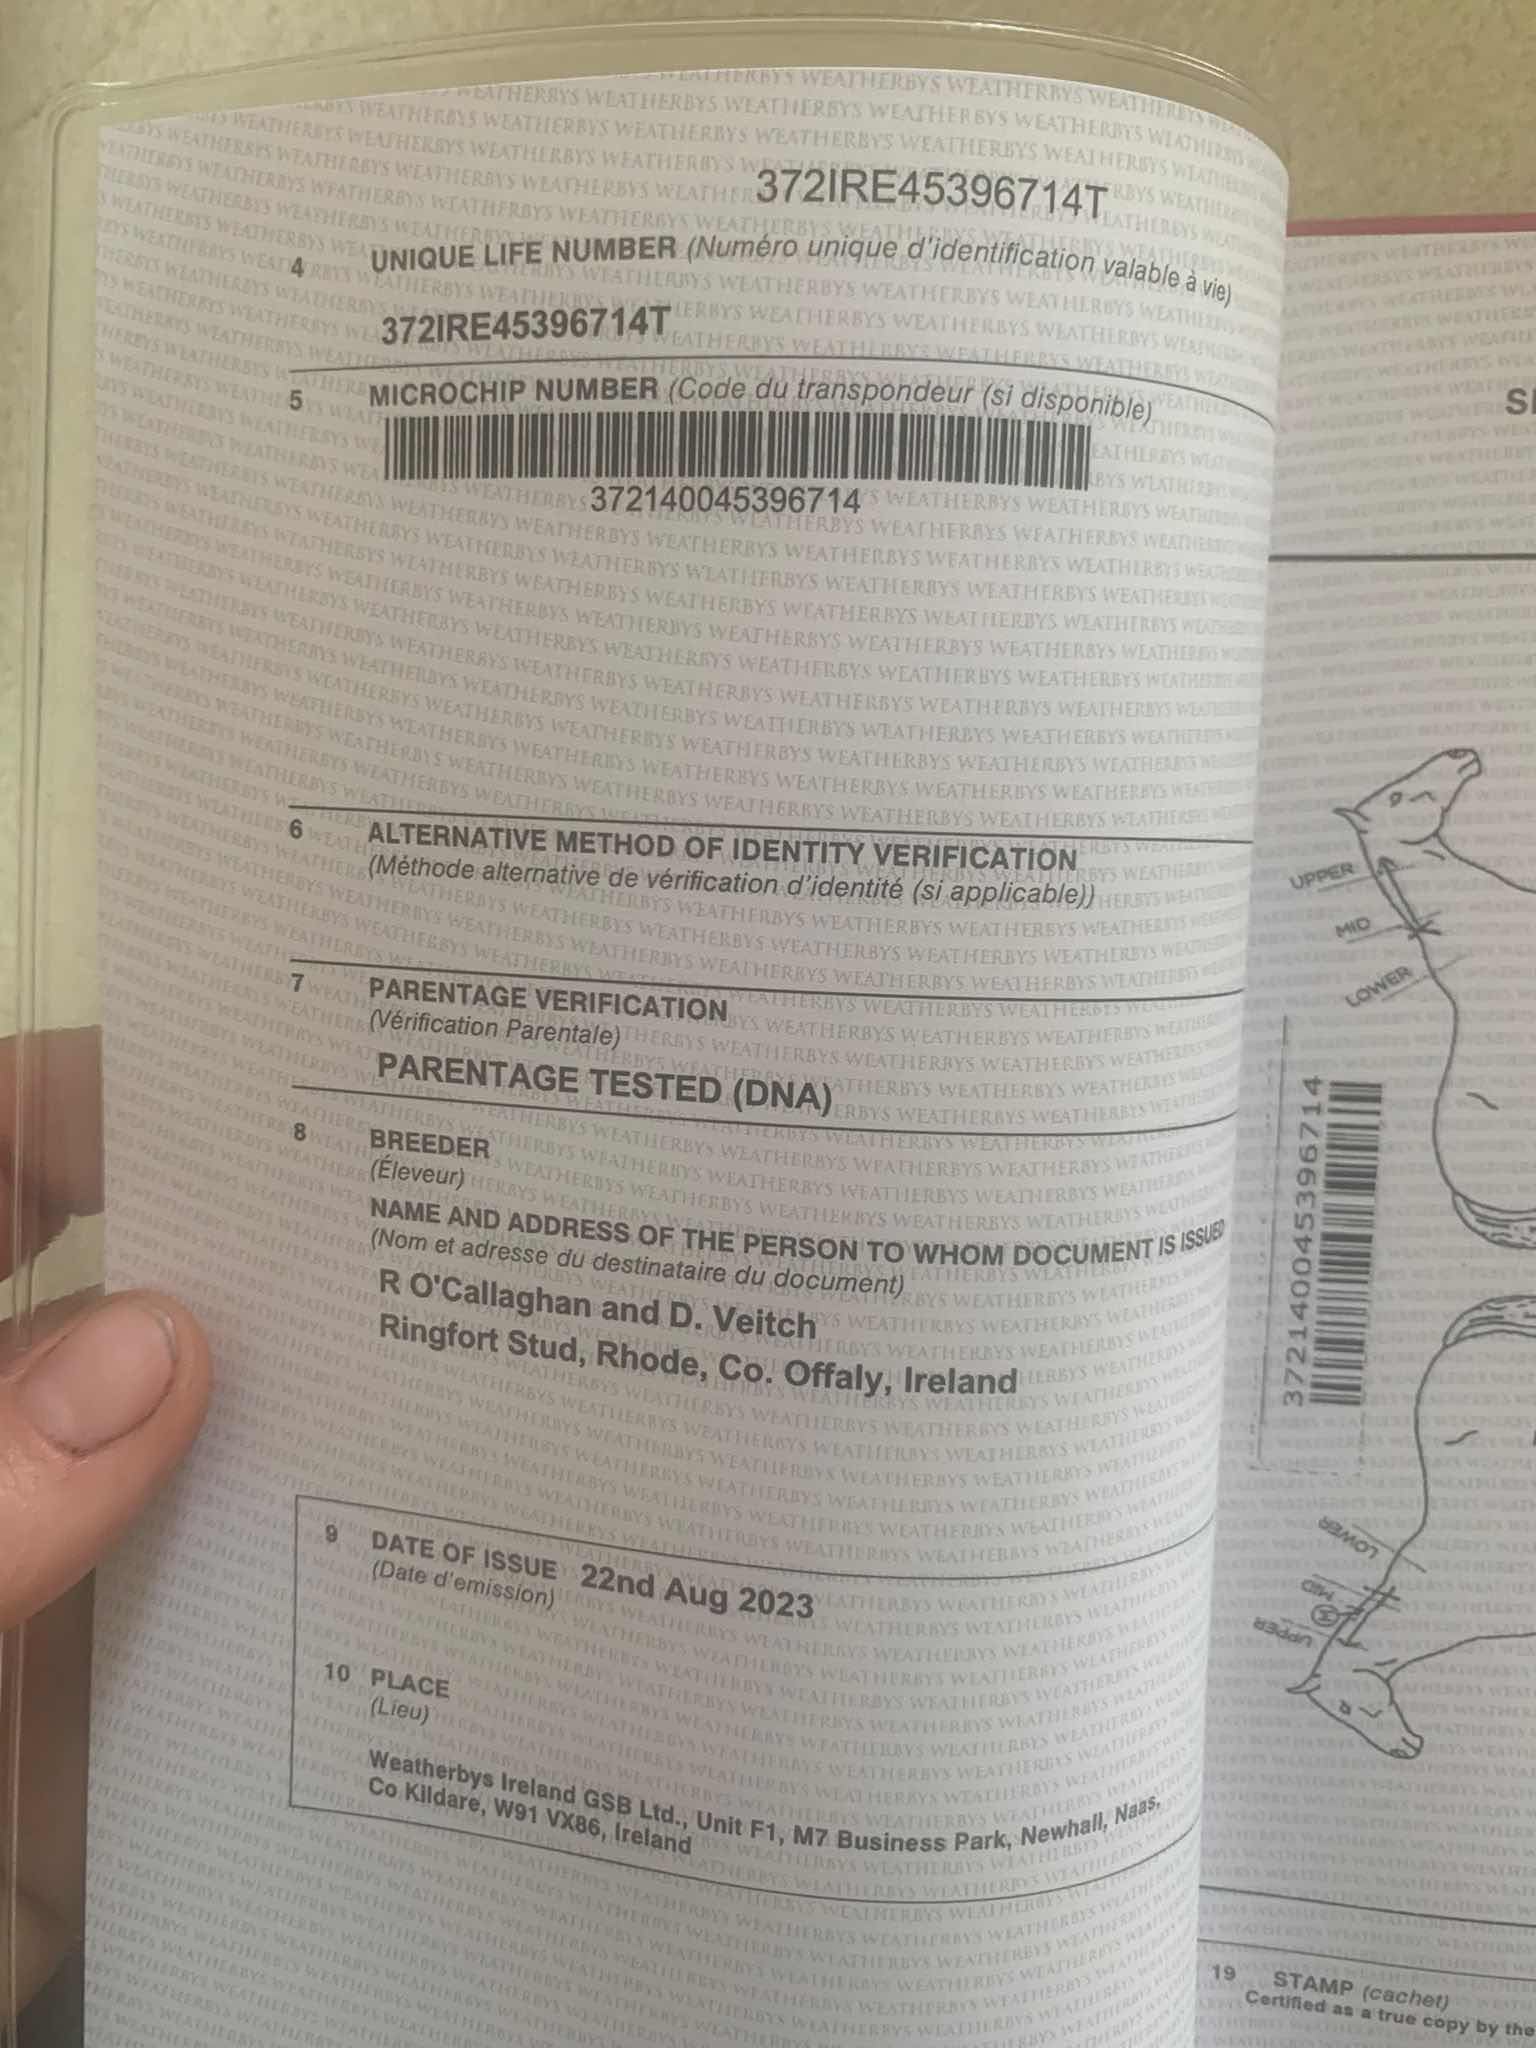 372IRE45396714T
4 UNIQUE LIFE NUMBER (Numéro unique d'identification valable à vie)
372IRE45396714T
5 MICROCHIP NUMBER (Code du transpondeur (si disponible)
372140045396714
6 ALTERNATIVE METHOD OF IDENTITY VERIFICATION
(Méthode alternative de vérification d'identité (si applicable))
7 PARENTAGE VERIFICATION
(Vérification Parentale)
PARENTAGE TESTED (DNA)
8 BREEDER
(Éleveur)
NAME AND ADDRESS OF THE PERSON TO WHOM DOCUMENT IS ISSUED
(Nom et adresse du destinataire du document)
R O'Callaghan and D. Veitch
Ringfort Stud, Rhode, Co. Offaly, Ireland
9 DATE OF ISSUE 22nd Aug 2023
(Date d'emission)
10 PLACE
(Lieu)
Weatherbys Ireland GSB Ltd., Unit F1, M7 Business Park, Newhall, Naas,
Co Kildare, W91 VX86, Ireland
UPPER
MID
LOWER
372140045396714
LOWER
MID
UPPER
19 STAMP (cachet)
Certified as a true copy by the